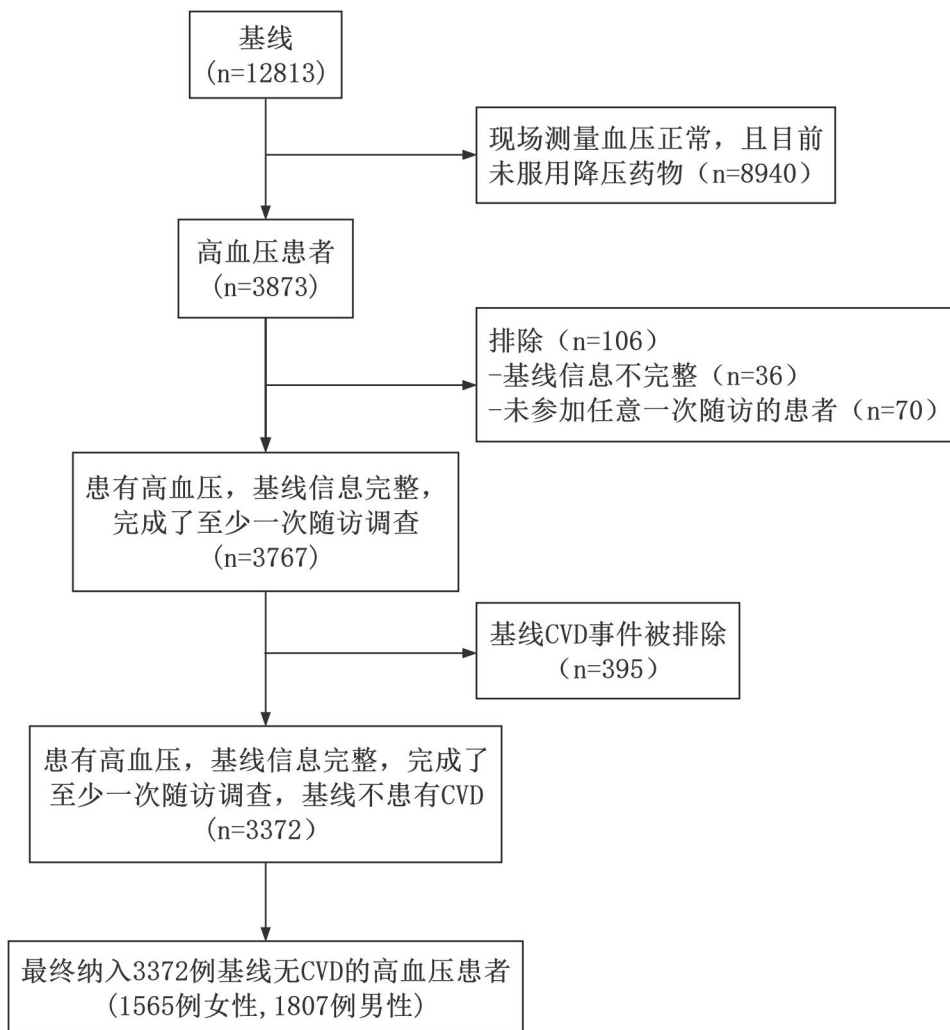 基线
(n=12813)
现场测量血压正常，且目前
未服用降压药物（n=8940）
高血压患者
(n=3873)
排除（n=106）
-基线信息不完整（n=36）
-未参加任意一次随访的患者（n=70）
患有高血压，基线信息完整，
完成了至少一次随访调查
(n=3767)
基线CVD事件被排除
（n=395）
患有高血压，基线信息完整，完成了
至少一次随访调查，基线不患有CVD
(n=3372）
最终纳入3372例基线无CVD的高血压患者
(1565例女性,1807例男性)